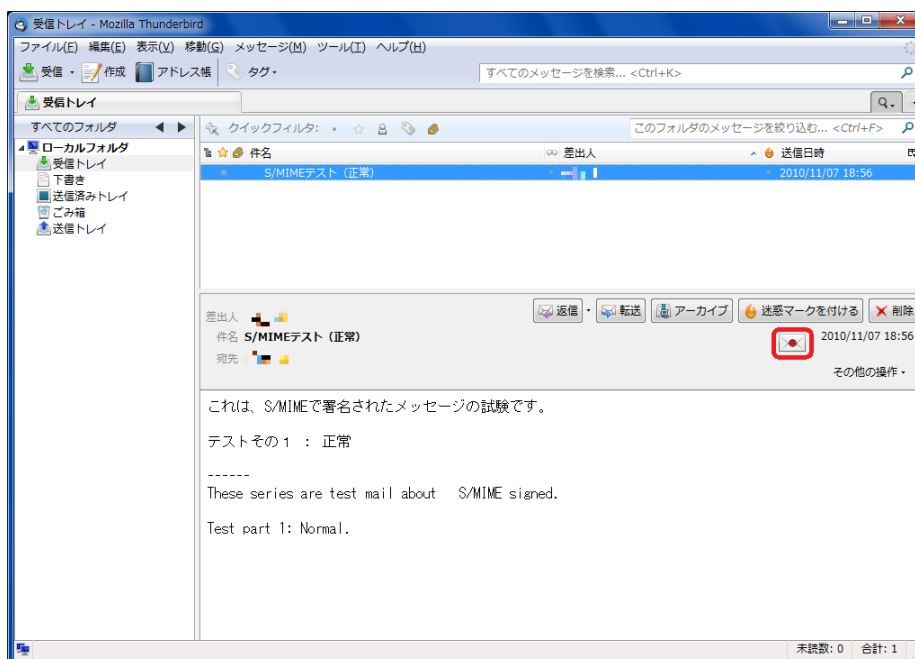 受信トレイ - Mozilla Thunderbird
ファイル(F) 編集(E) 表示(V) 移動(G) メッセージ(M) ツール(T) ヘルプ(H)
受信 作成 アドレス帳 タグ すべてのメッセージを検索... <Ctrl+K>
受信トレイ
すべてのフォルダ
ローカルフォルダ
受信トレイ
下書き
送信済みトレイ
ごみ箱
送信トレイ
クイックフィルタ: このフォルダのメッセージを絞り込む... <Ctrl+F>
件名 差出人 送信日時
S/MIMEテスト（正常） 2010/11/07 18:56
差出人
返信 転送 アーカイブ 迷惑マークを付ける 削除
件名 S/MIMEテスト（正常） 2010/11/07 18:56
宛先
その他の操作
これは、S/MIMEで署名されたメッセージの試験です。
テストその１ ： 正常
------
These series are test mail about S/MIME signed.
Test part 1: Normal.
未読数: 0 合計: 1